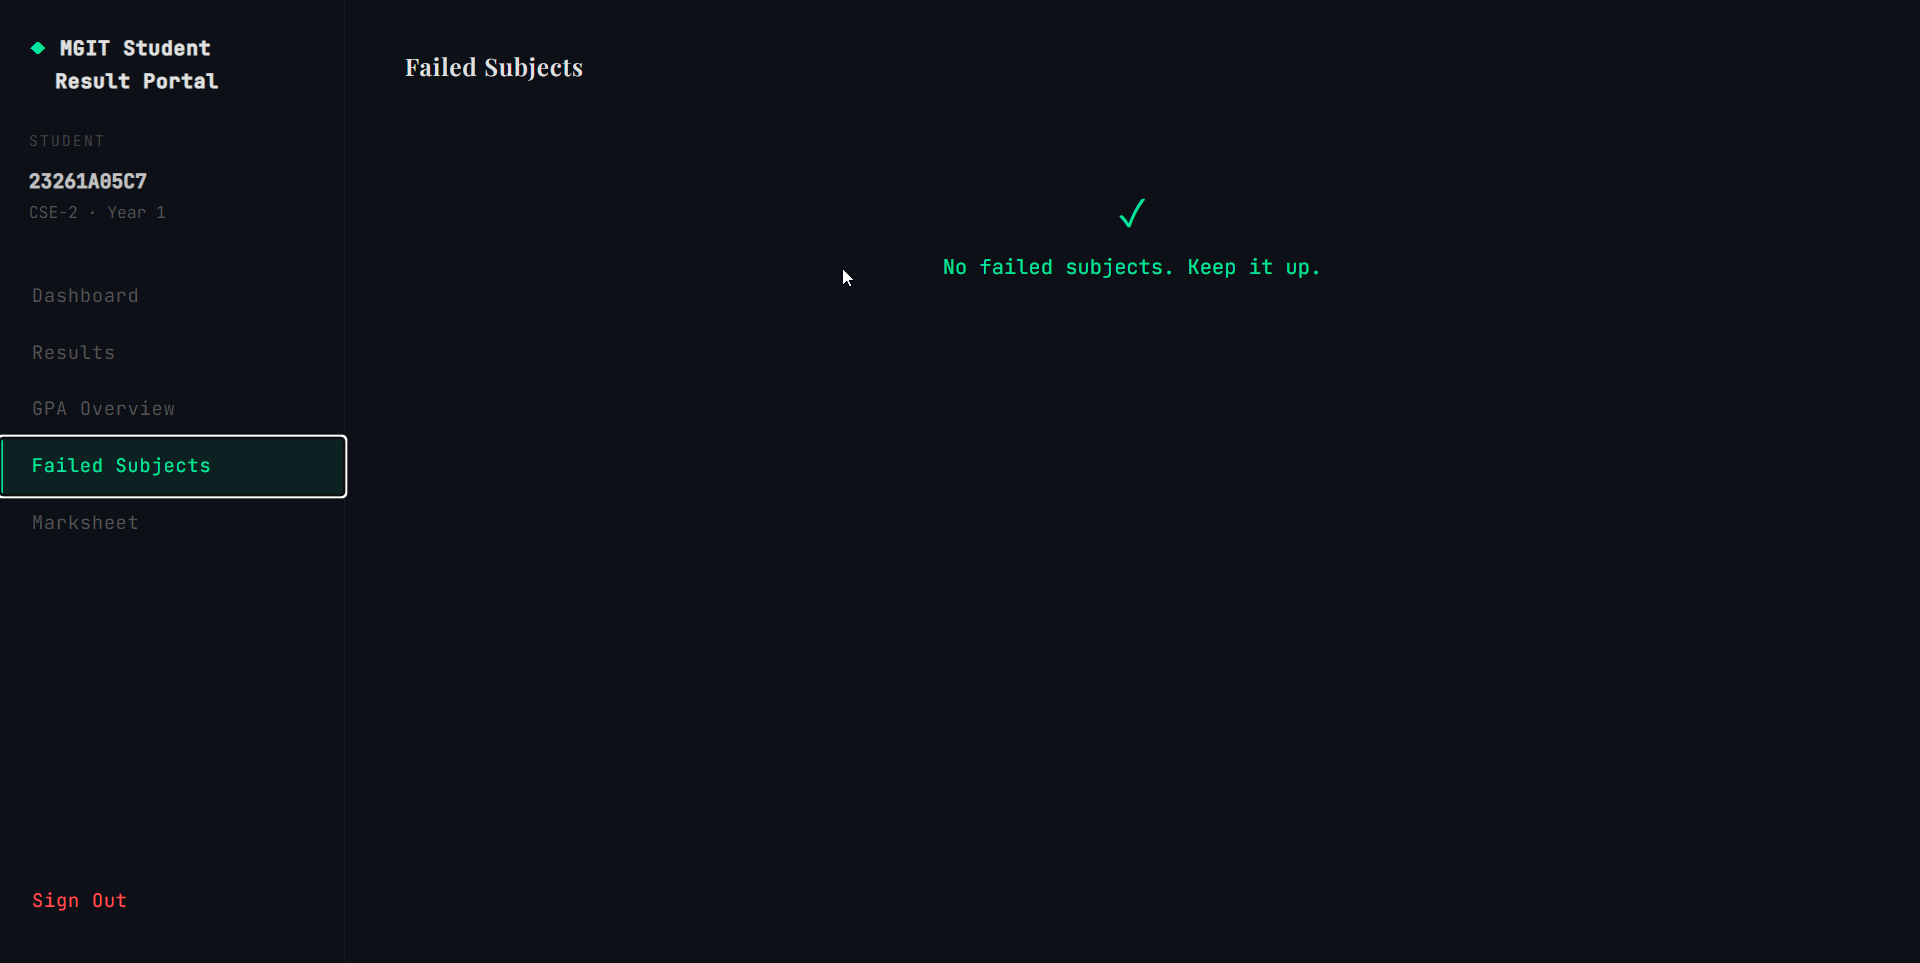 MGIT Student
Result Portal
STUDENT
23261A05C7
CSE-2 · Year 1
Dashboard
Results
GPA Overview
Failed Subjects
Marksheet
Sign Out
Failed Subjects
✓
No failed subjects. Keep it up.